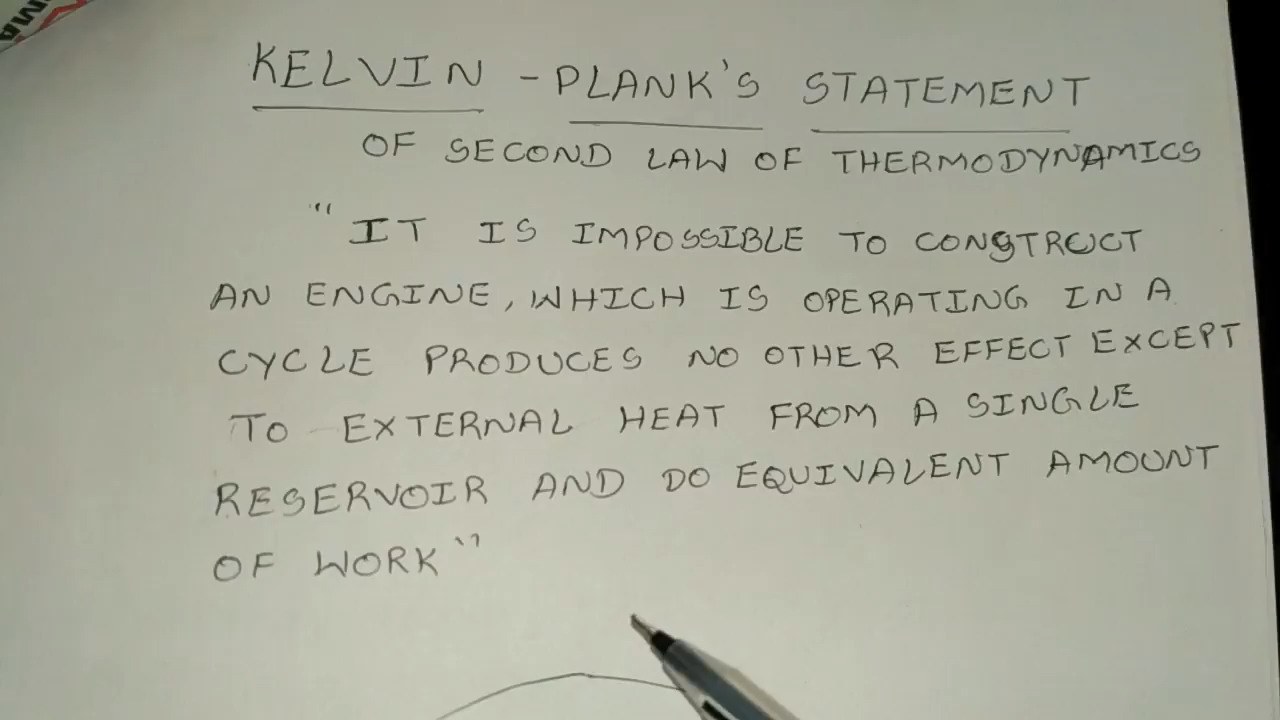 KELVIN - PLANK'S STATEMENT
OF SECOND LAW OF THERMODYNAMICS
"IT IS IMPOSSIBLE TO CONSTRUCT
AN ENGINE, WHICH IS OPERATING IN A
CYCLE PRODUCES NO OTHER EFFECT EXCEPT
TO EXTERNAL HEAT FROM A SINGLE
RESERVOIR AND DO EQUIVALENT AMOUNT
OF WORK"